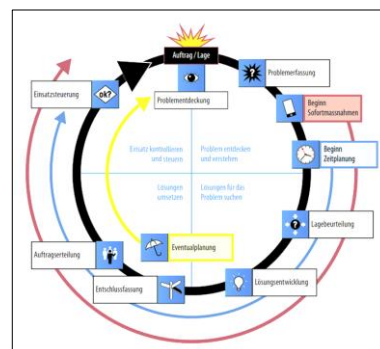 Auftrag / Lage
Problementdeckung
Problemerfassung
Beginn
Sofortmassnahmen
Beginn
Zeitplanung
Lagebeurteilung
Lösungsentwicklung
Entschlussfassung
Auftragserteilung
Einsatzsteuerung
ok?
Eventualplanung
Einsatz kontrollieren
und steuern
Problem entdecken
und verstehen
Lösungen
umsetzen
Lösungen für das
Problem suchen
?
?